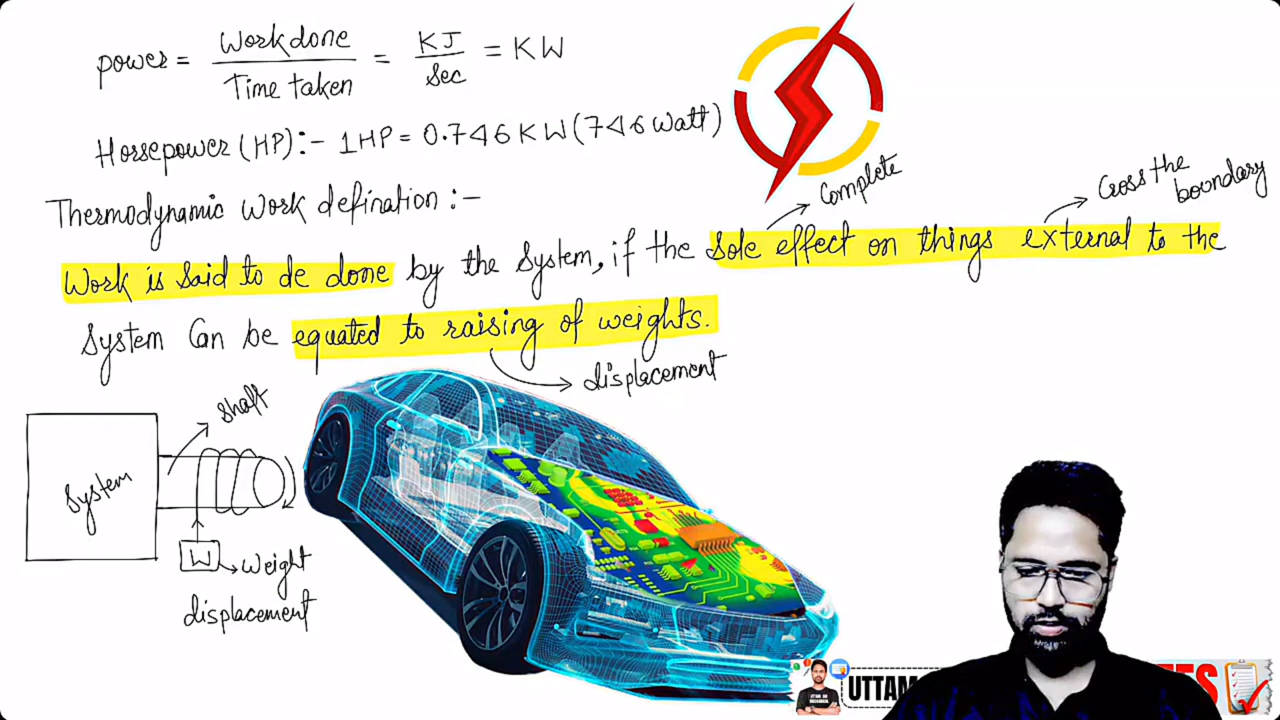 power = Workdone / Time taken = KJ / Sec = KW
Horsepower (HP):- 1HP = 0.746 KW (746 watt)
Complete
Cross the boundary
Thermodynamic Work defination :-
Work is Said to de done by the System, if the Sole effect on things external to the
System Can be equated to raising of weights.
displacement
Shaft
System
W
Weight
displacement
UTTAM